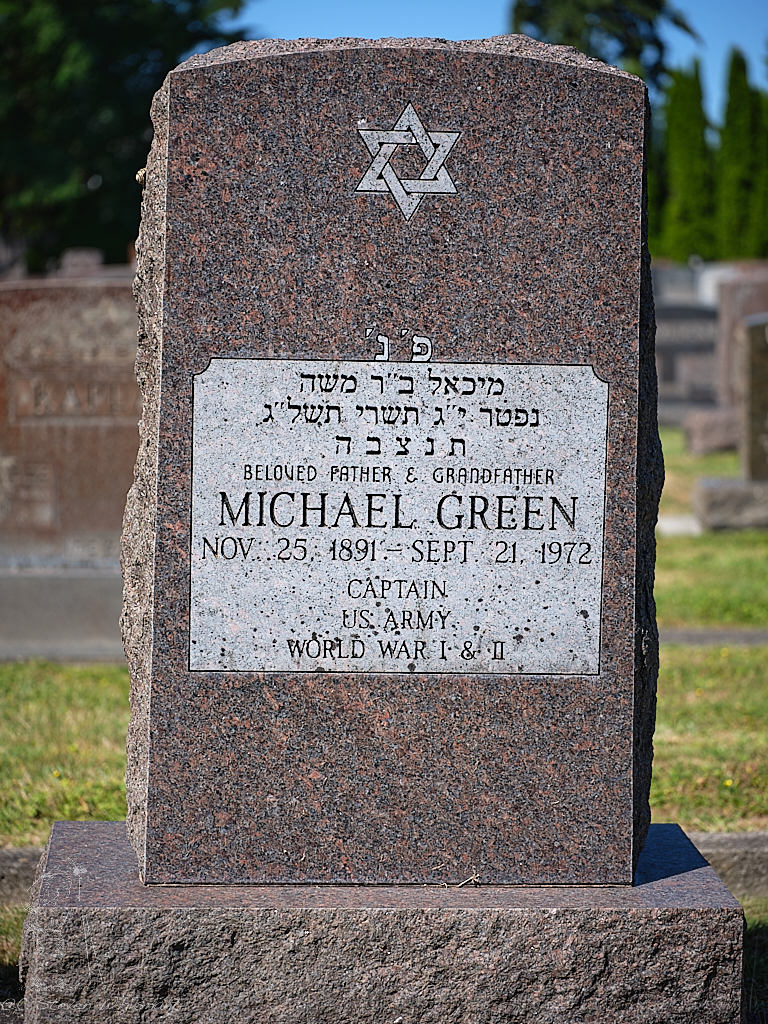 פ׳ נ׳
מיכאל ב״ר משה
נפטר י״ג תשרי תשל״ג
ת נ צ ב ה
BELOVED FATHER & GRANDFATHER
MICHAEL GREEN
NOV. 25, 1891 – SEPT. 21, 1972
CAPTAIN
US ARMY
WORLD WAR I & II